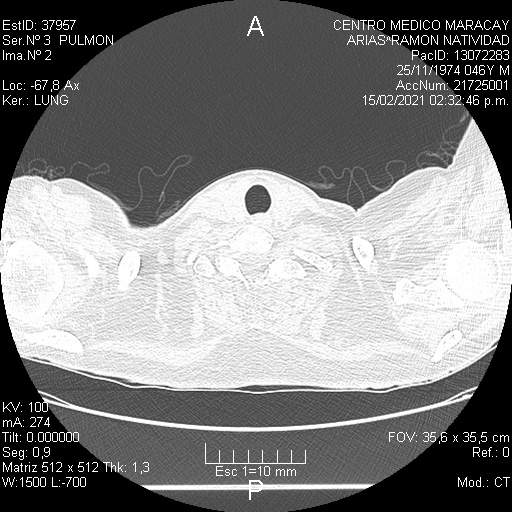 EstID: 37957
Ser.Nº 3 PULMON
Ima.Nº 2
Loc: -67,8 Ax
Ker.: LUNG
A
CENTRO MEDICO MARACAY
ARIAS^RAMON NATIVIDAD
PacID: 13072283
25/11/1974 046Y M
AccNum: 21725001
15/02/2021 02:32:46 p.m.
KV: 100
mA: 274
Tilt: 0.000000
Seg: 0,9
Matriz 512 x 512 Thk: 1,3
W:1500 L:-700
Esc 1=10 mm
P
FOV: 35,6 x 35,5 cm
Ref.: 0
Mod.: CT